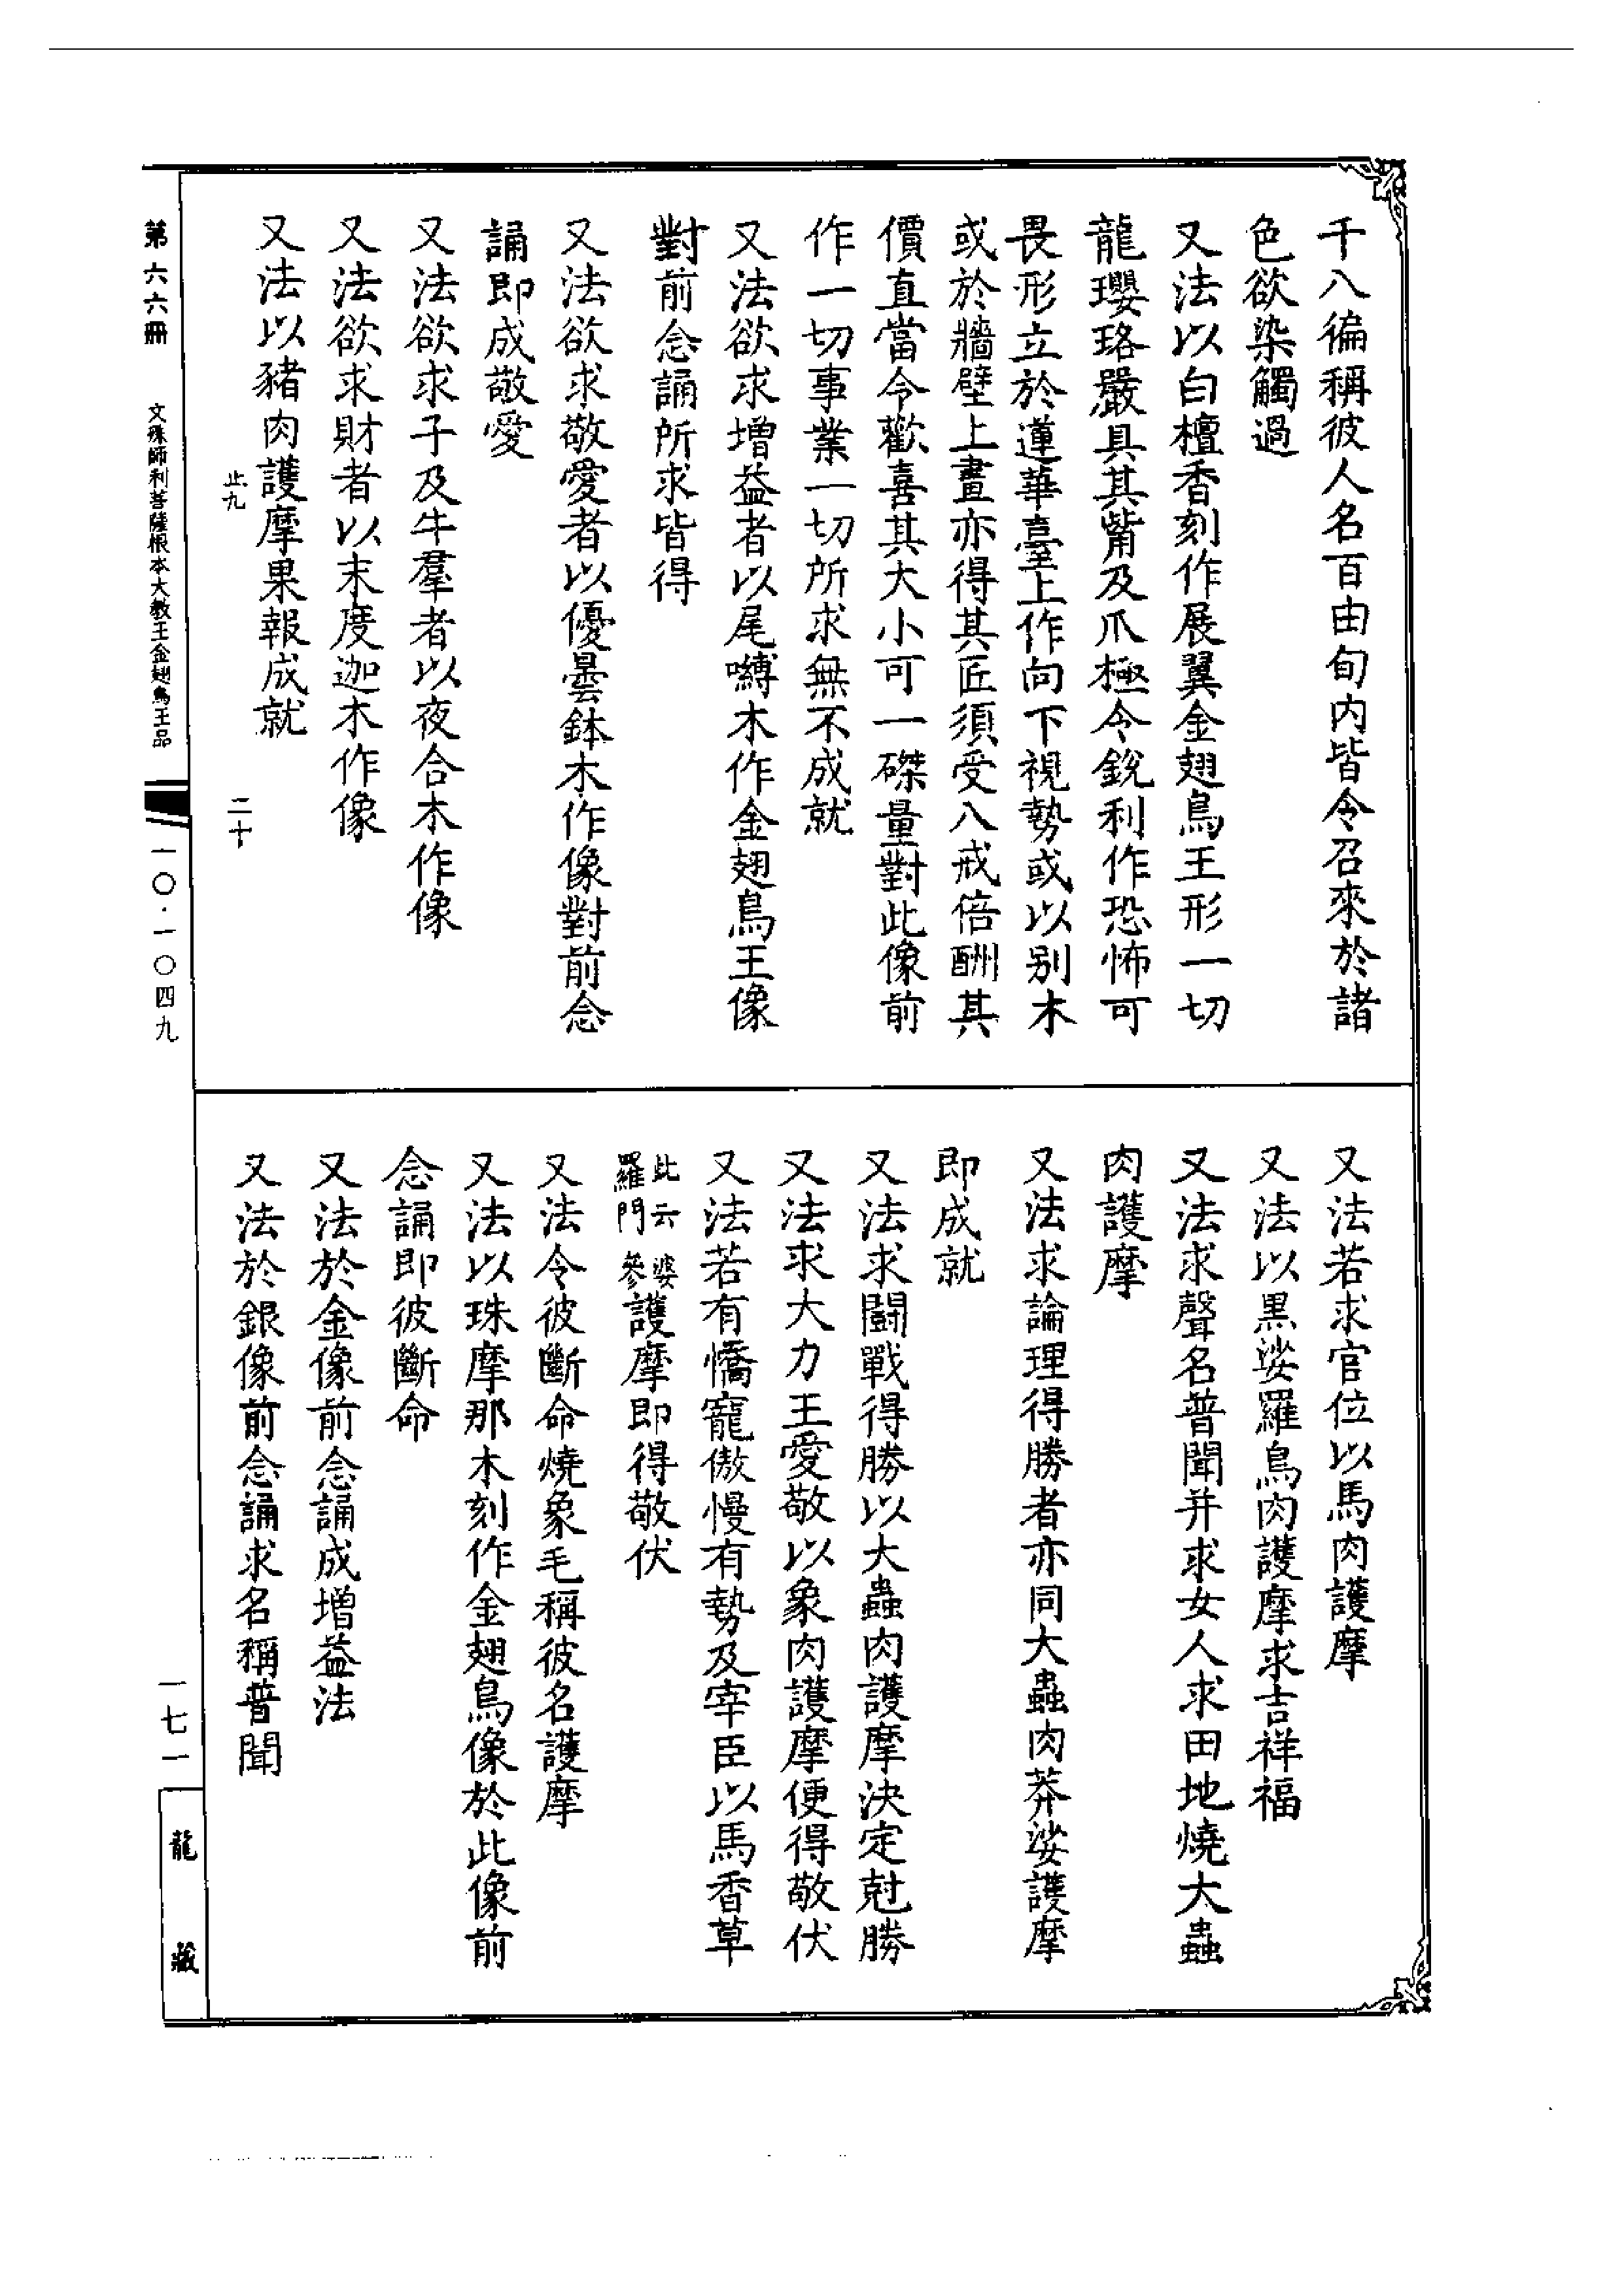 千八徧稱彼人名百由旬内皆令召來於諸
色欲染觸過
又法以白檀香刻作展翼金翅鳥王形一切
龍瓔珞嚴具其觜及爪極令銳利作恐怖可
畏形立於蓮華臺上作向下視勢或以别木
或於牆壁上畫亦得其匠須受八戒倍酬其
價直當令歡喜其大小可一磔量對此像前
作一切事業一切所求無不成就
又法欲求增益者以尾嚩木作金翅鳥王像
對前念誦所求皆得
又法欲求敬愛者以優曇鉢木作像對前念
誦即成敬愛
又法欲求子及牛羣者以夜合木作像
又法欲求財者以末度迦木作像
又法以豬肉護摩果報成就
止九 二十
又法若求官位以馬肉護摩
又法以黑娑羅鳥肉護摩求吉祥福
又法求聲名普聞并求女人求田地燒大蟲
肉護摩
又法求論理得勝者亦同大蟲肉莽娑護摩
即成就
又法求鬭戰得勝以大蟲肉護摩決定尅勝
又法求大力王愛敬以象肉護摩便得敬伏
又法若有憍寵傲慢有勢及宰臣以馬香草
此云婆
羅門參
護摩即得敬伏
又法令彼斷命燒象毛稱彼名護摩
又法以珠摩那木刻作金翅鳥像於此像前
念誦即彼斷命
又法於金像前念誦成增益法
又法於銀像前念誦求名稱普聞
第六六冊 文殊師利菩薩根本大教王金翅鳥王品 一〇·一〇四九 一七一 龍藏